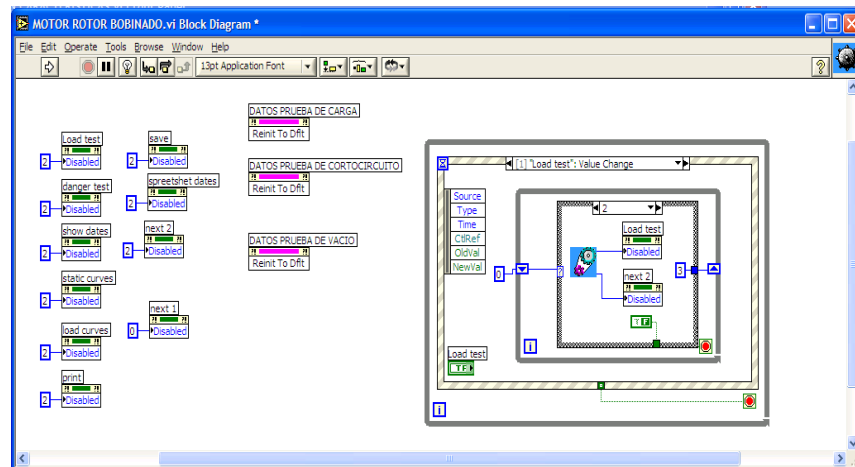 MOTOR ROTOR BOBINADO.vi Block Diagram *
File Edit Operate Tools Browse Window Help
13pt Application Font
Load test
2 Disabled
danger test
2 Disabled
show dates
2 Disabled
static curves
2 Disabled
load curves
2 Disabled
print
2 Disabled
save
2 Disabled
spreetshet dates
2 Disabled
next 2
2 Disabled
next 1
0 Disabled
DATOS PRUEBA DE CARGA
Reinit To Dflt
DATOS PRUEBA DE CORTOCIRCUITO
Reinit To Dflt
DATOS PRUEBA DE VACIO
Reinit To Dflt
[1] "Load test": Value Change
Source
Type
Time
CtlRef
OldVal
NewVal
0
2
Load test
Disabled
next 2
Disabled
3
?
T F
i
Load test
TF
i